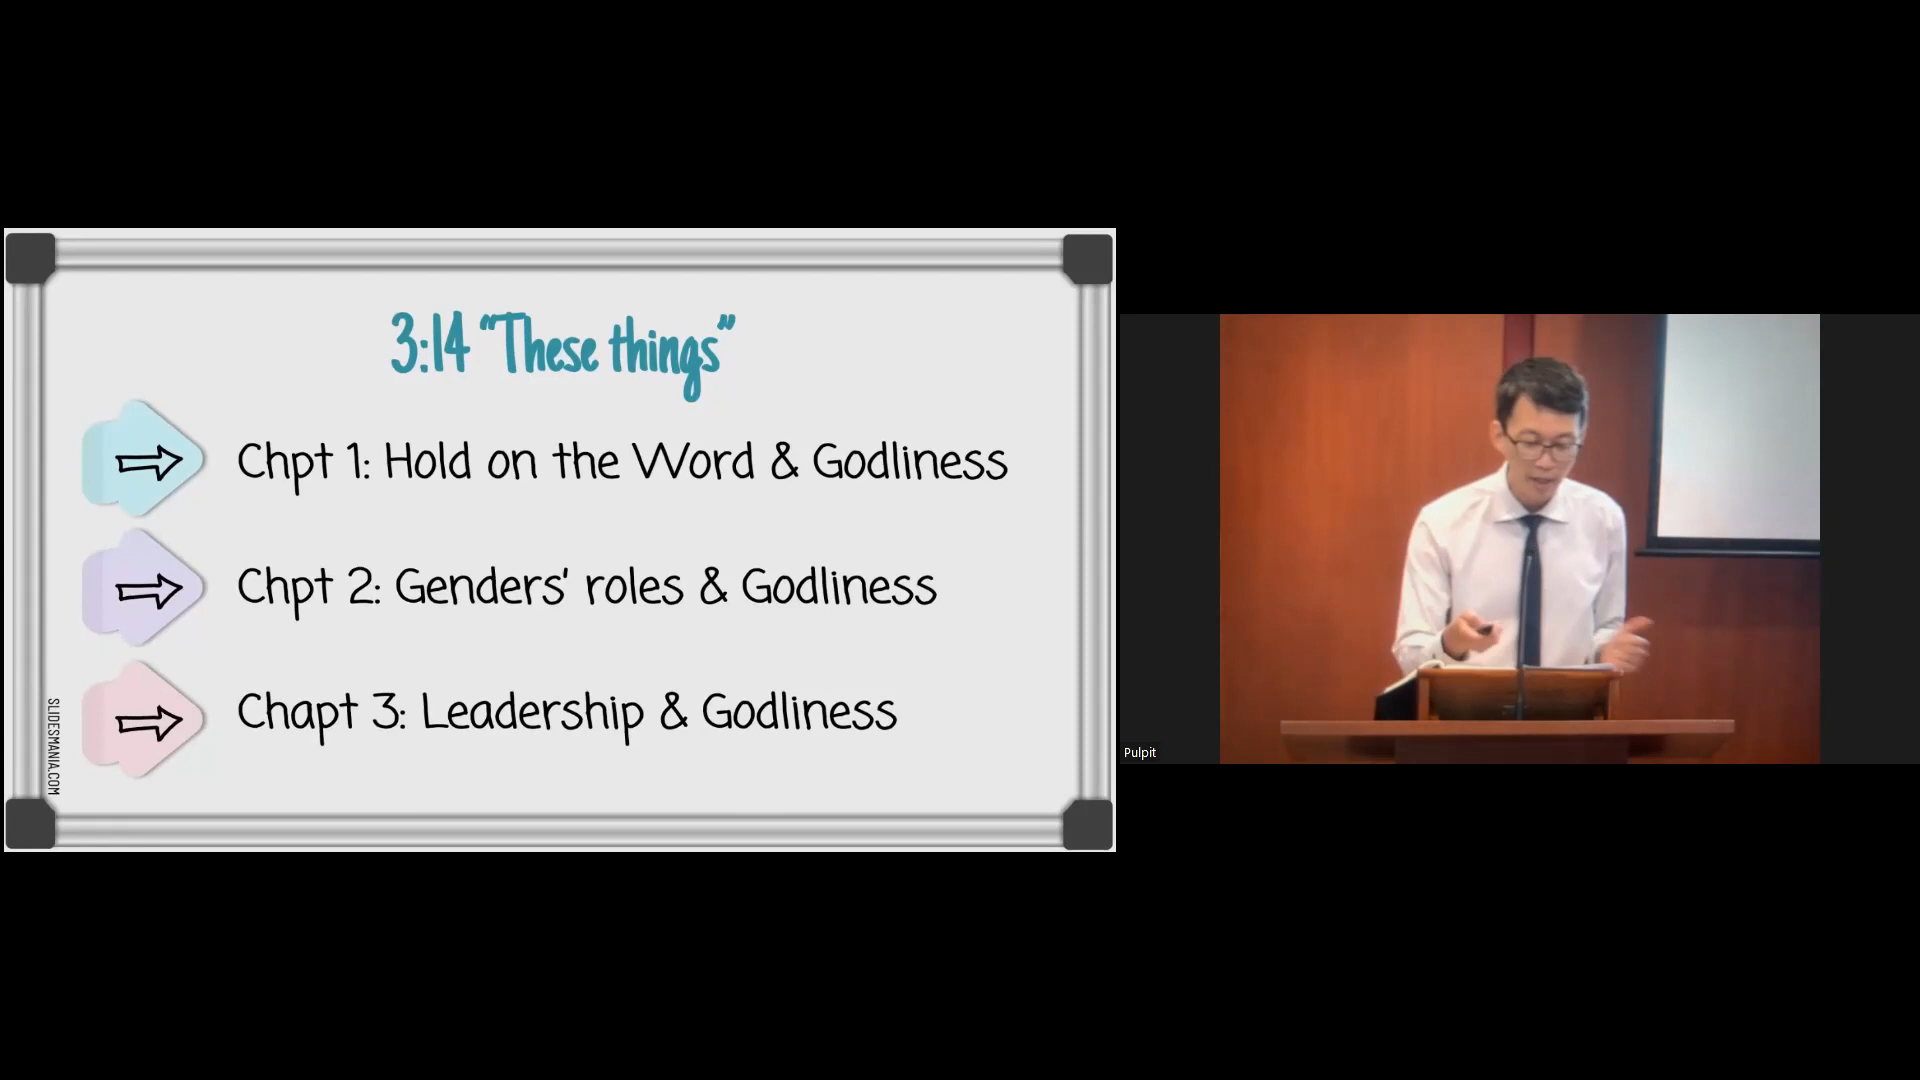 3:14 “These things”
Chpt 1: Hold on the Word & Godliness
Chpt 2: Genders' roles & Godliness
Chapt 3: Leadership & Godliness
SLIDESMANIA.COM
Pulpit